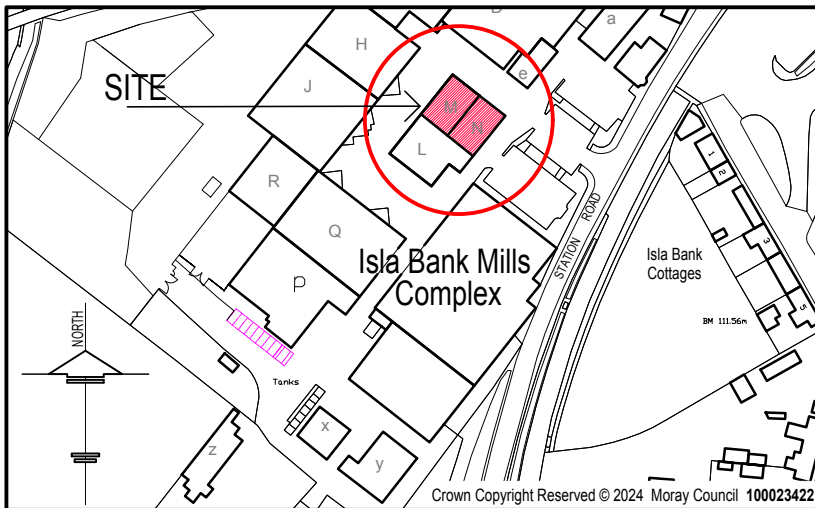 H
D
a
SITE
J
e
M
N
L
1
2
R
Q
STATION ROAD
Isla Bank Mills
Complex
Isla Bank
Cottages
3
p
5
BM 111.56m
NORTH
Tanks
x
y
z
Crown Copyright Reserved © 2024 Moray Council 100023422